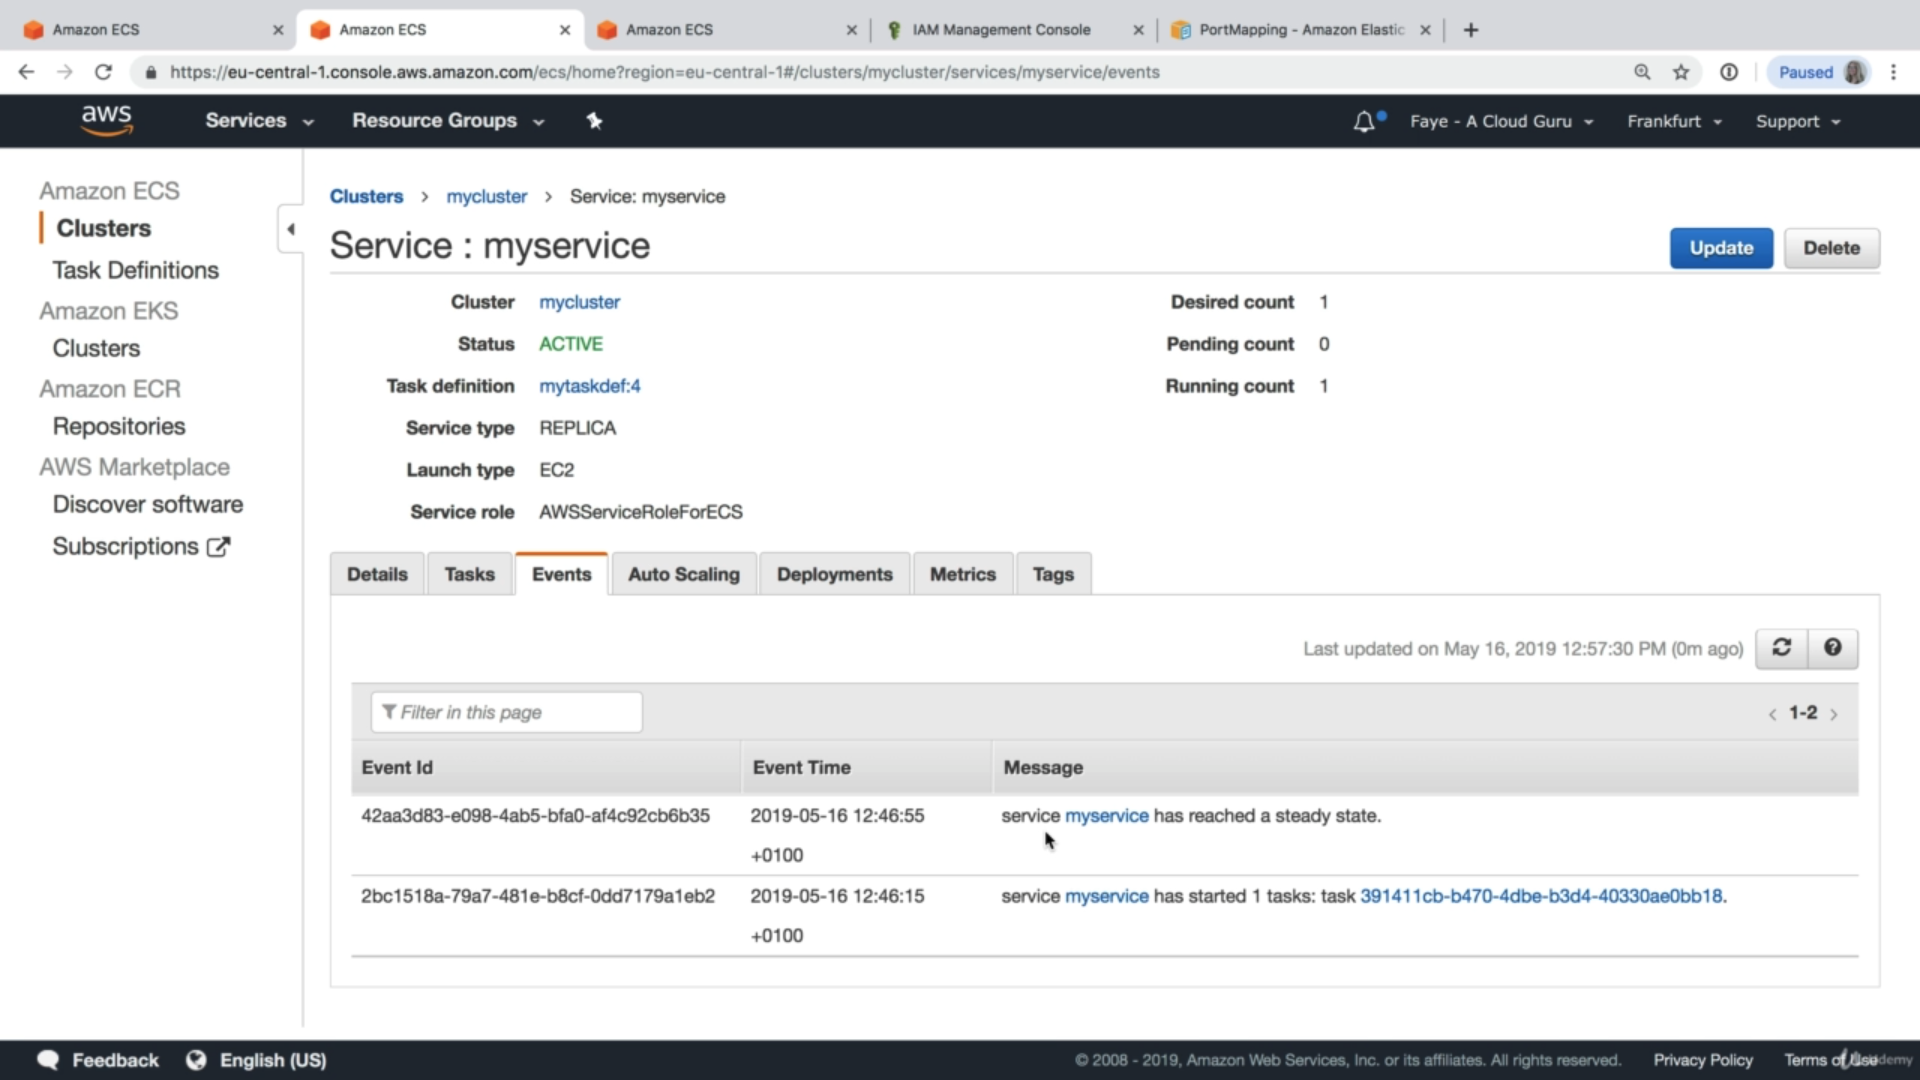 Amazon ECS
Amazon ECS
Amazon ECS
IAM Management Console
PortMapping - Amazon Elastic
https://eu-central-1.console.aws.amazon.com/ecs/home?region=eu-central-1#/clusters/mycluster/services/myservice/events
Paused
aws
Services
Resource Groups
Faye - A Cloud Guru
Frankfurt
Support
Amazon ECS
Clusters
Task Definitions
Amazon EKS
Clusters
Amazon ECR
Repositories
AWS Marketplace
Discover software
Subscriptions
Clusters > mycluster > Service: myservice
Service : myservice
Update
Delete
Cluster mycluster
Status ACTIVE
Task definition mytaskdef:4
Service type REPLICA
Launch type EC2
Service role AWSServiceRoleForECS
Desired count 1
Pending count 0
Running count 1
Details
Tasks
Events
Auto Scaling
Deployments
Metrics
Tags
Last updated on May 16, 2019 12:57:30 PM (0m ago)
Filter in this page
< 1-2 >
Event Id
Event Time
Message
42aa3d83-e098-4ab5-bfa0-af4c92cb6b35
2019-05-16 12:46:55
+0100
service myservice has reached a steady state.
2bc1518a-79a7-481e-b8cf-0dd7179a1eb2
2019-05-16 12:46:15
+0100
service myservice has started 1 tasks: task 391411cb-b470-4dbe-b3d4-40330ae0bb18.
Feedback
English (US)
© 2008 - 2019, Amazon Web Services, Inc. or its affiliates. All rights reserved.
Privacy Policy
Terms of Use